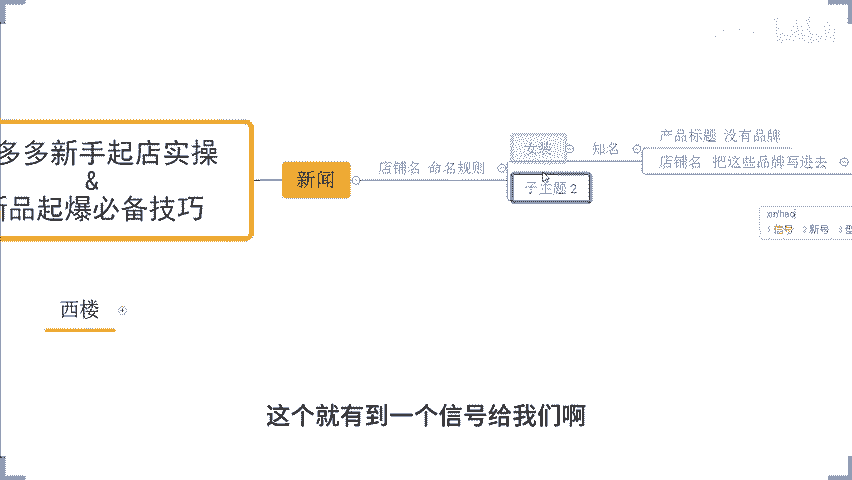 多多新手起店实操
&
新品起爆必备技巧
新闻
店铺名 命名规则
女装
知名
产品标题 没有品牌
店铺名 把这些品牌写进去
子主题 2
xin'hao
1信号 2新号 3型
西楼
这个就有到一个信号给我们啊